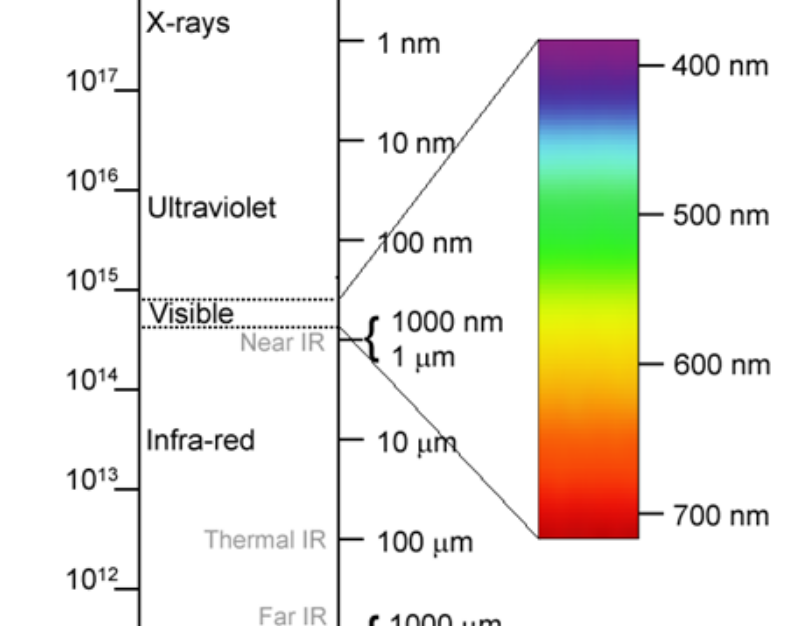 X-rays
1 nm
400 nm
10¹⁷
10 nm
10¹⁶
Ultraviolet
500 nm
100 nm
10¹⁵
Visible
1000 nm
Near IR
1 µm
600 nm
10¹⁴
Infra-red
10 µm
10¹³
700 nm
Thermal IR
100 µm
10¹²
Far IR
1000 µm